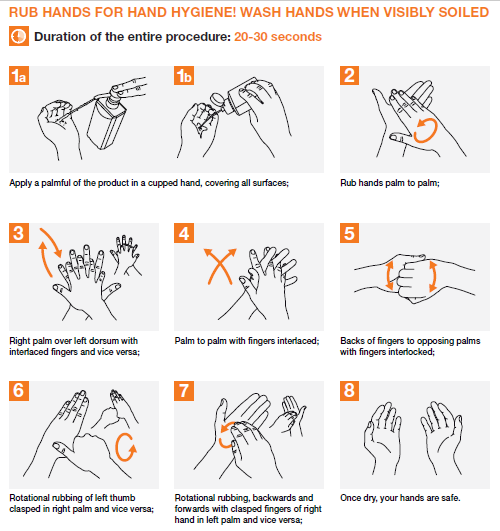 RUB HANDS FOR HAND HYGIENE! WASH HANDS WHEN VISIBLY SOILED
Duration of the entire procedure: 20-30 seconds
1a
1b
2
Apply a palmful of the product in a cupped hand, covering all surfaces;
Rub hands palm to palm;
3
4
5
Right palm over left dorsum with
interlaced fingers and vice versa;
Palm to palm with fingers interlaced;
Backs of fingers to opposing palms
with fingers interlocked;
6
7
8
Rotational rubbing of left thumb
clasped in right palm and vice versa;
Rotational rubbing, backwards and
forwards with clasped fingers of right
hand in left palm and vice versa;
Once dry, your hands are safe.